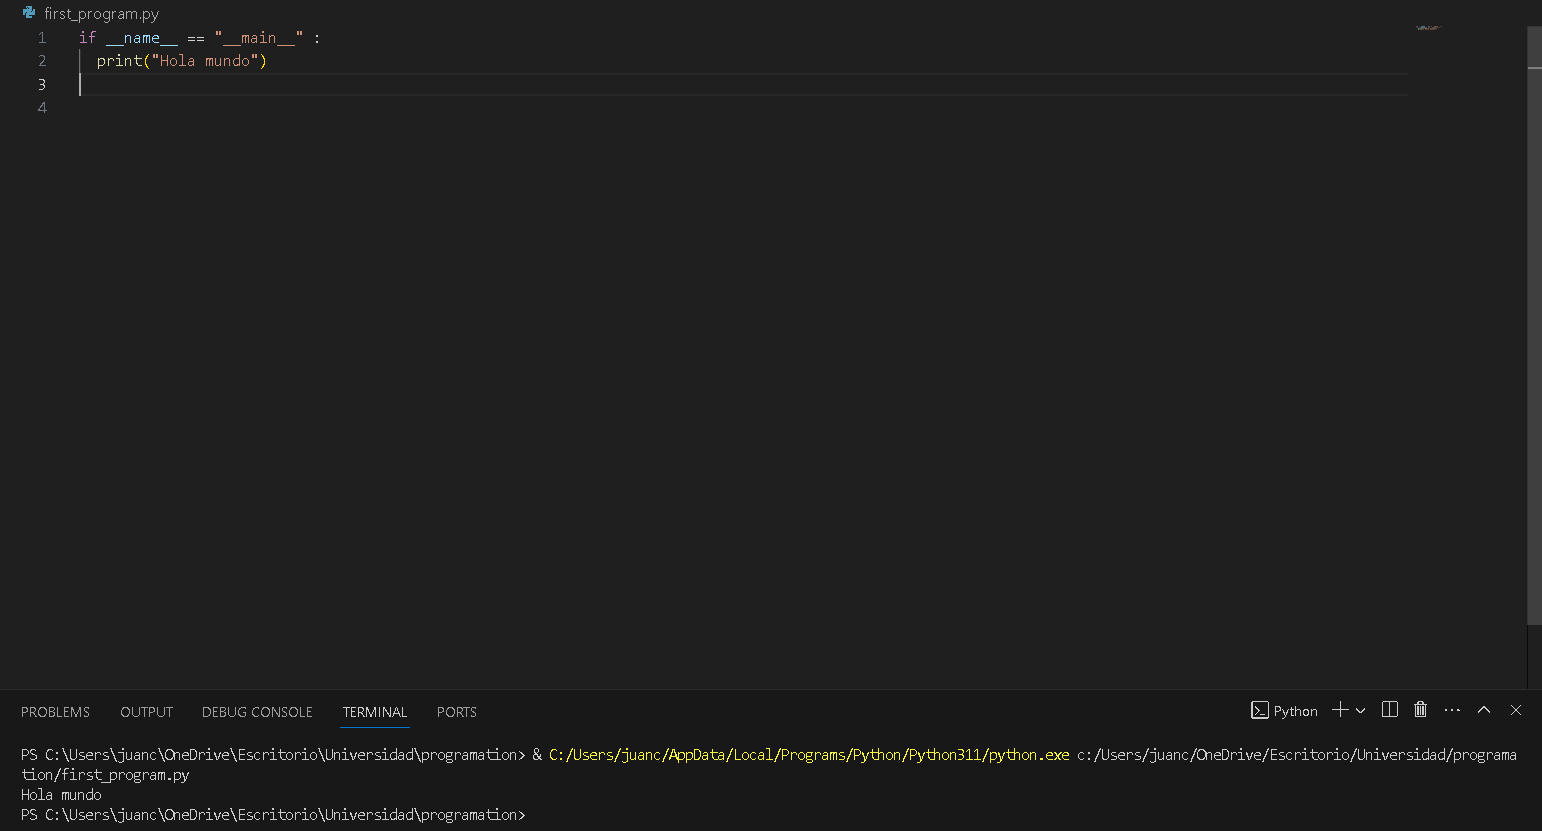 first_program.py
1 if __name__ == "__main__" :
2 print("Hola mundo")
3
4
PROBLEMS OUTPUT DEBUG CONSOLE TERMINAL PORTS Python
PS C:\Users\juanc\OneDrive\Escritorio\Universidad\programation> & C:/Users/juanc/AppData/Local/Programs/Python/Python311/python.exe c:/Users/juanc/OneDrive/Escritorio/Universidad/programa
tion/first_program.py
Hola mundo
PS C:\Users\juanc\OneDrive\Escritorio\Universidad\programation>